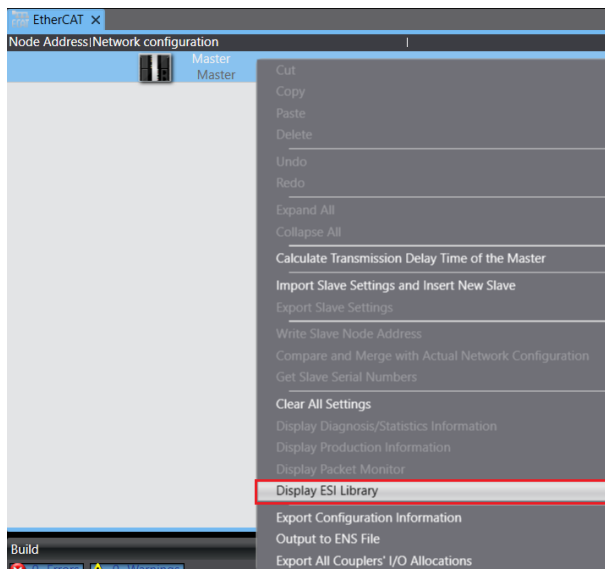 EtherCAT
Node Address|Network configuration
Master
Master
Cut
Copy
Paste
Delete
Undo
Redo
Expand All
Collapse All
Calculate Transmission Delay Time of the Master
Import Slave Settings and Insert New Slave
Export Slave Settings
Write Slave Node Address
Compare and Merge with Actual Network Configuration
Get Slave Serial Numbers
Clear All Settings
Display Diagnosis/Statistics Information
Display Production Information
Display Packet Monitor
Display ESI Library
Export Configuration Information
Output to ENS File
Export All Couplers' I/O Allocations
Build
0 Errors 0 Warnings